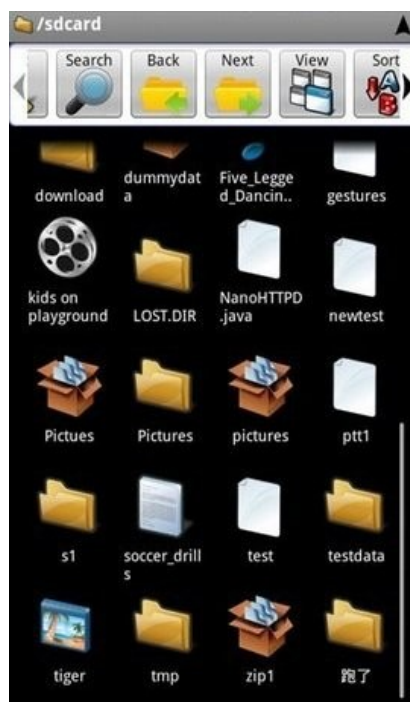 /sdcard
Search Back Next View Sort
download dummydat Five_Legge gestures
a d_Dancin..
kids on LOST.DIR NanoHTTPD newtest
playground .java
Pictues Pictures pictures ptt1
s1 soccer_drill test testdata
s
tiger tmp zip1 跑了